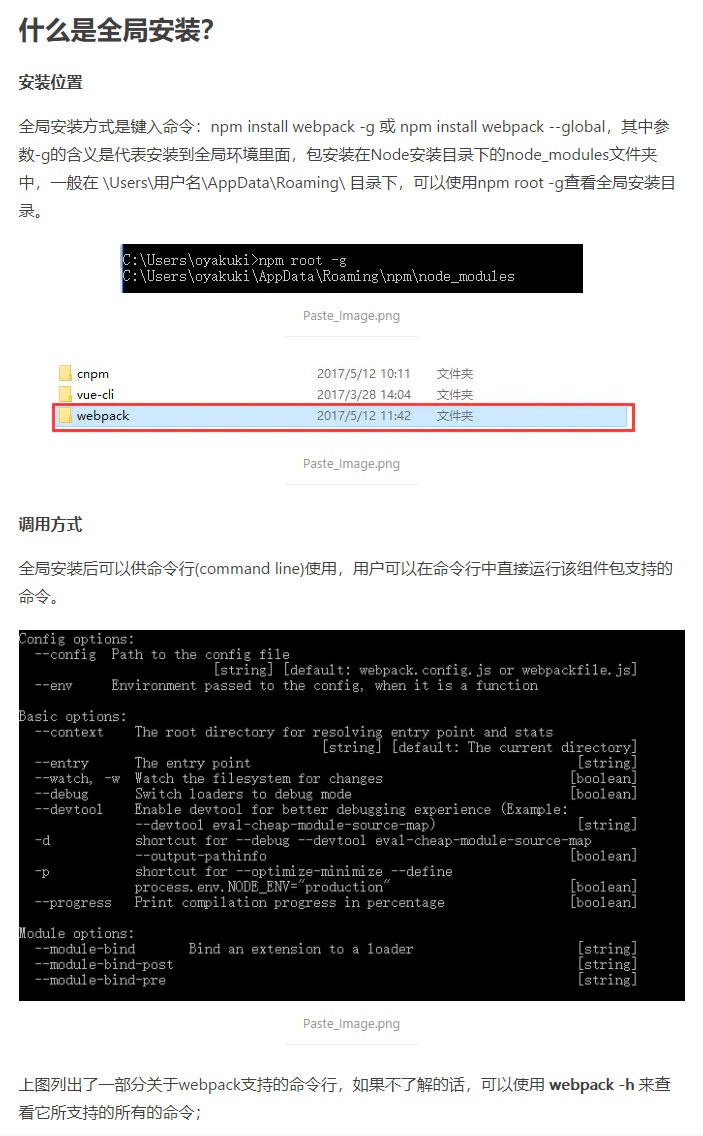 什么是全局安装？
安装位置
全局安装方式是键入命令：npm install webpack -g 或 npm install webpack --global，其中参
数-g的含义是代表安装到全局环境里面，包安装在Node安装目录下的node_modules文件夹
中，一般在 \Users\用户名\AppData\Roaming\ 目录下，可以使用npm root -g查看全局安装目
录。
C:\Users\oyakuki>npm root -g
C:\Users\oyakuki\AppData\Roaming\npm\node_modules
Paste_Image.png
cnpm 2017/5/12 10:11 文件夹
vue-cli 2017/3/28 14:04 文件夹
webpack 2017/5/12 11:42 文件夹
Paste_Image.png
调用方式
全局安装后可以供命令行(command line)使用，用户可以在命令行中直接运行该组件包支持的
命令。
Config options:
--config Path to the config file
[string] [default: webpack.config.js or webpackfile.js]
--env Environment passed to the config, when it is a function
Basic options:
--context The root directory for resolving entry point and stats
[string] [default: The current directory]
--entry The entry point [string]
--watch, -w Watch the filesystem for changes [boolean]
--debug Switch loaders to debug mode [boolean]
--devtool Enable devtool for better debugging experience (Example:
--devtool eval-cheap-module-source-map) [string]
-d shortcut for --debug --devtool eval-cheap-module-source-map
--output-pathinfo [boolean]
-p shortcut for --optimize-minimize --define
process.env.NODE_ENV="production" [boolean]
--progress Print compilation progress in percentage [boolean]
Module options:
--module-bind Bind an extension to a loader [string]
--module-bind-post [string]
--module-bind-pre [string]
Paste_Image.png
上图列出了一部分关于webpack支持的命令行，如果不了解的话，可以使用 webpack -h 来查
看它所支持的所有的命令；